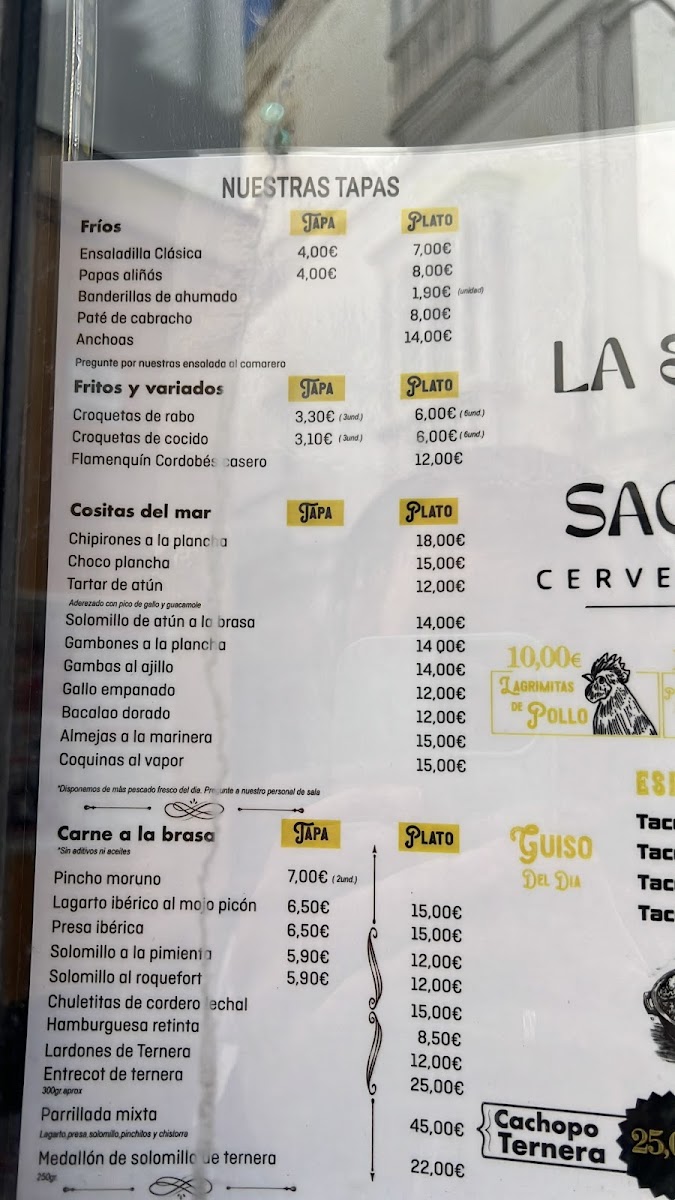 NUESTRAS TAPAS
Fríos TAPA PLATO
Ensaladilla Clásica 4,00€ 7,00€
Papas aliñás 4,00€ 8,00€
Banderillas de ahumado 1,90€ (unidad)
Paté de cabracho 8,00€
Anchoas 14,00€
Pregunte por nuestras ensalada al camarero
Fritos y variados TAPA PLATO
Croquetas de rabo 3,30€ (3und.) 6,00€ (6und.)
Croquetas de cocido 3,10€ (3und.) 6,00€ (6und.)
Flamenquín Cordobés casero 12,00€
Cositas del mar TAPA PLATO
Chipirones a la plancha 18,00€
Choco plancha 15,00€
Tartar de atún 12,00€
Aderezado con pico de gallo y guacamole
Solomillo de atún a la brasa 14,00€
Gambones a la plancha 14 00€
Gambas al ajillo 14,00€
Gallo empanado 12,00€
Bacalao dorado 12,00€
Almejas a la marinera 15,00€
Coquinas al vapor 15,00€
*Disponemos de más pescado fresco del dia. Pregunte a nuestro personal de sala
Carne a la brasa TAPA PLATO
*Sin aditivos ni aceites
Pincho moruno 7,00€ (2und.)
Lagarto ibérico al mojo picón 6,50€ 15,00€
Presa ibérica 6,50€ 15,00€
Solomillo a la pimienta 5,90€ 12,00€
Solomillo al roquefort 5,90€ 12,00€
Chuletitas de cordero lechal 15,00€
Hamburguesa retinta 8,50€
Lardones de Ternera 12,00€
Entrecot de ternera 25,00€
300gr aprox
Parrillada mixta 45,00€
Lagarto,presa,solomillo,pinchitos y chistorra
Medallón de solomillo de ternera 22,00€
250gr
LA
SAC
CERVE
10,00€
LAGRIMITAS
DE POLLO
GUISO
DEL DIA
ESP
Taco
Taco
Taco
Taco
Cachopo
Ternera
25,0